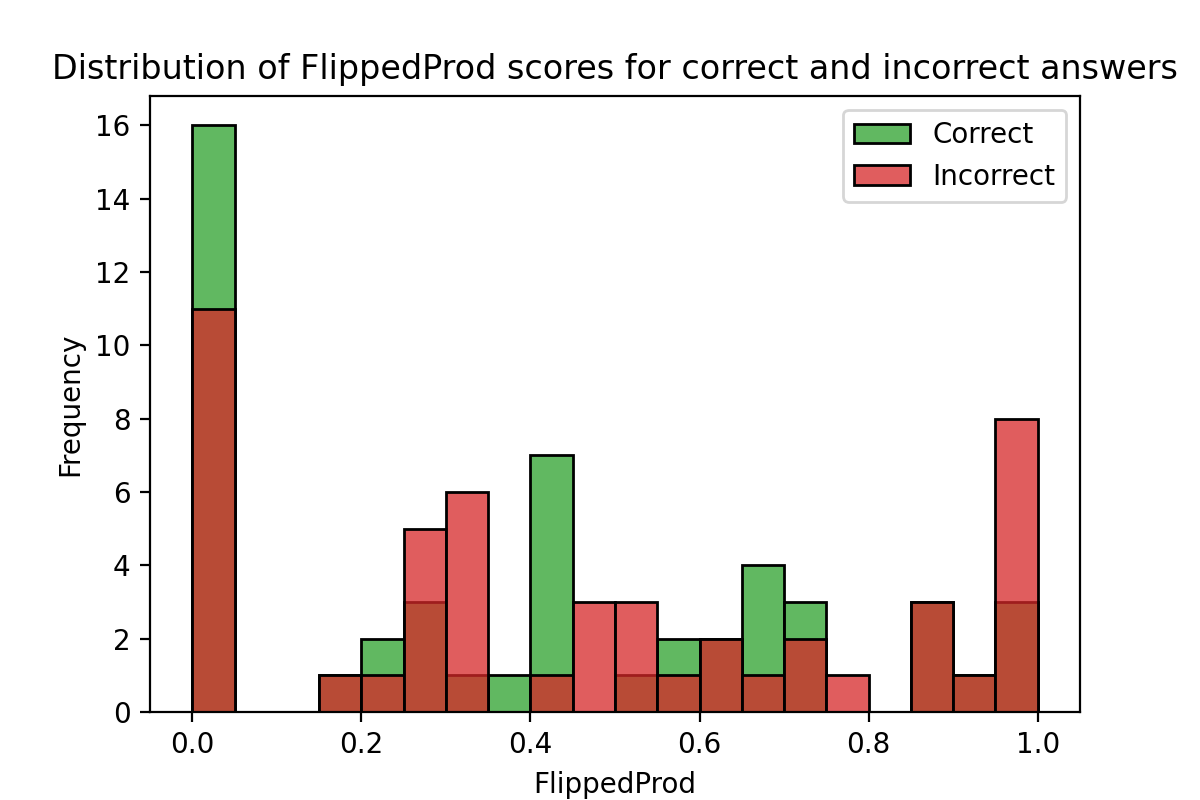 Distribution of FlippedProd scores for correct and incorrect answers
Correct
Incorrect
Frequency
16
14
12
10
8
6
4
2
0
0.0 0.2 0.4 0.6 0.8 1.0
FlippedProd